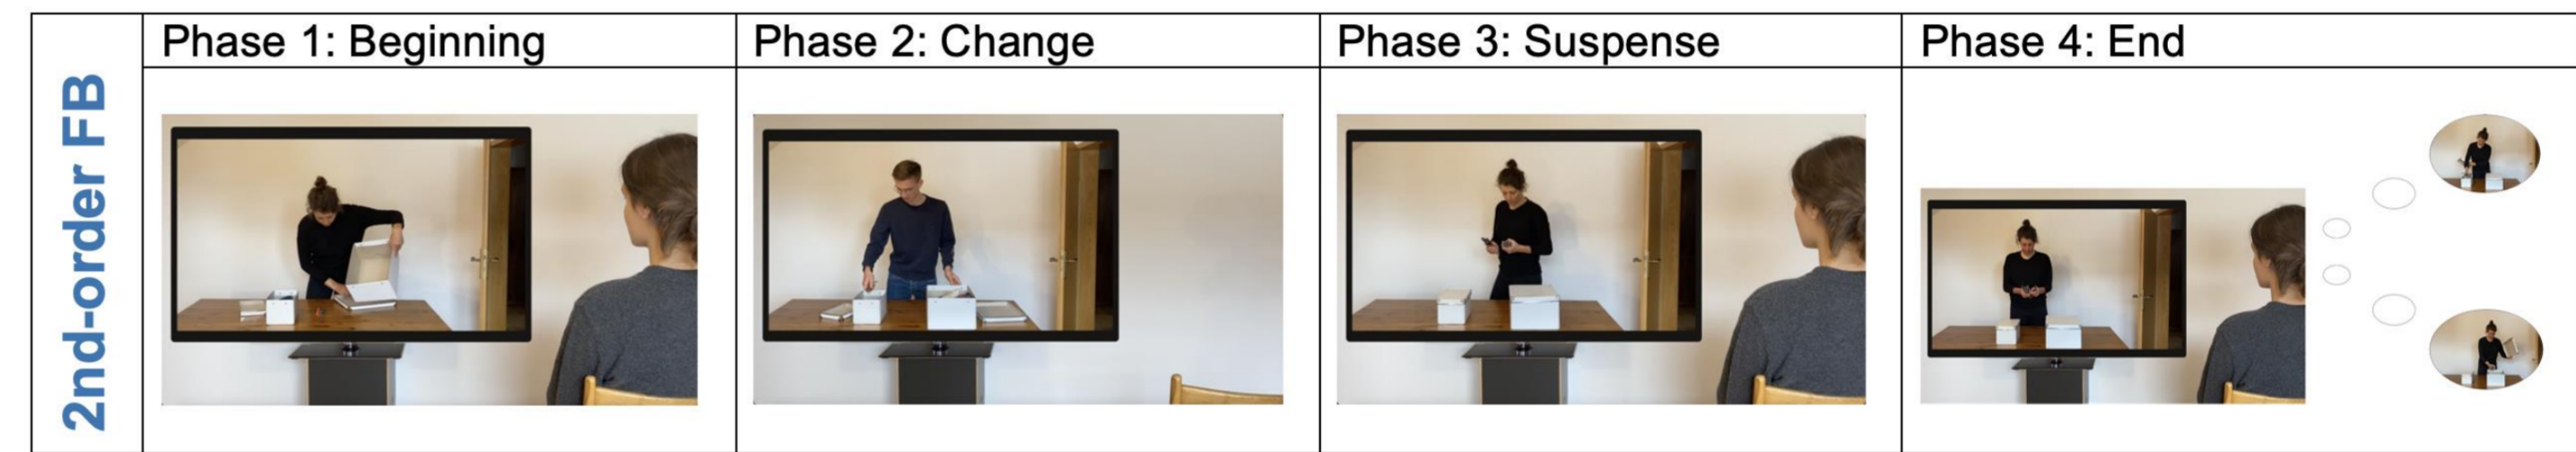 2nd-order FB
Phase 1: Beginning
Phase 2: Change
Phase 3: Suspense
Phase 4: End